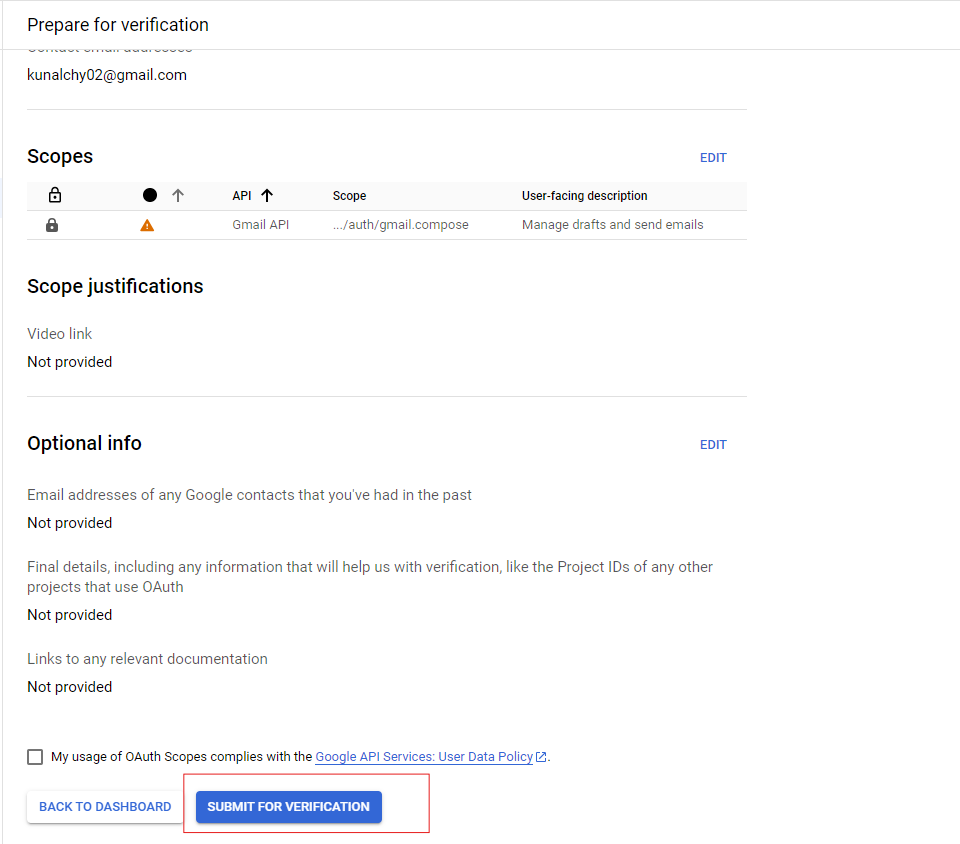 Prepare for verification
Contact email addresses
kunalchy02@gmail.com
Scopes
EDIT
API Scope User-facing description
Gmail API .../auth/gmail.compose Manage drafts and send emails
Scope justifications
Video link
Not provided
Optional info
EDIT
Email addresses of any Google contacts that you've had in the past
Not provided
Final details, including any information that will help us with verification, like the Project IDs of any other
projects that use OAuth
Not provided
Links to any relevant documentation
Not provided
My usage of OAuth Scopes complies with the Google API Services: User Data Policy.
BACK TO DASHBOARD
SUBMIT FOR VERIFICATION